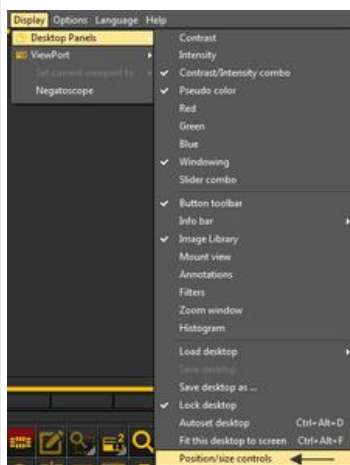 Display Options Language Help
Desktop Panels
ViewPort
Set current viewport to
Negatoscope
Contrast
Intensity
Contrast/Intensity combo
Pseudo color
Red
Green
Blue
Windowing
Slider combo
Button toolbar
Info bar
Image Library
Mount view
Annotations
Filters
Zoom window
Histogram
Load desktop
Save desktop
Save desktop as ...
Lock desktop
Autoset desktop Ctrl+Alt+D
Fit this desktop to screen Ctrl+Alt+F
Position/size controls